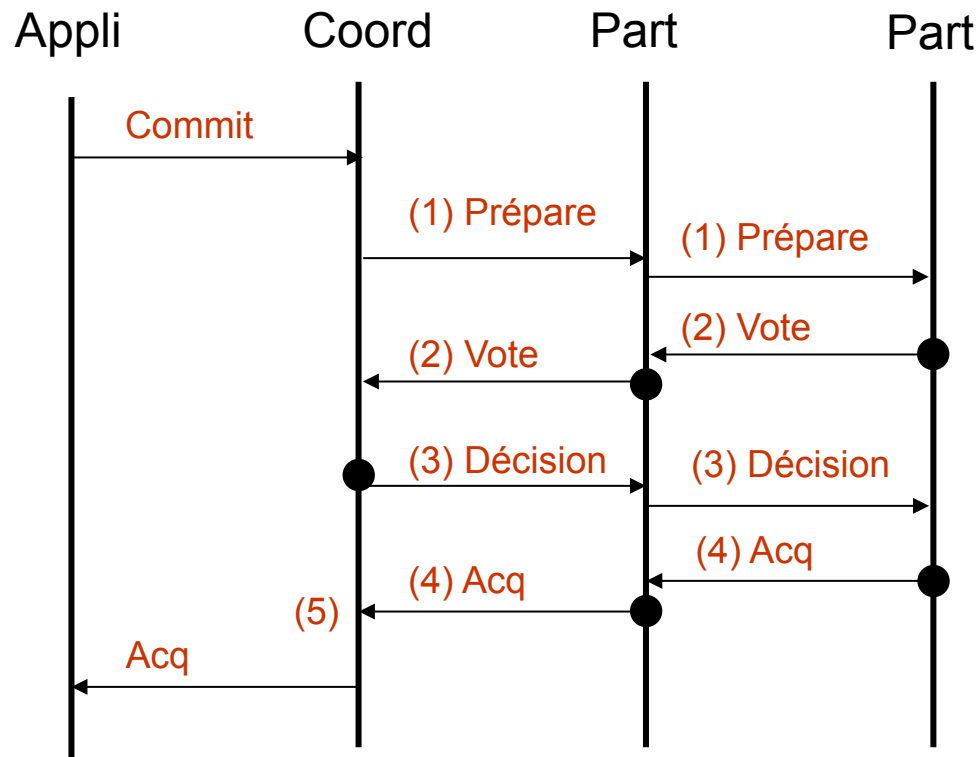 Appli Coord Part Part
Commit
(1) Prépare
(1) Prépare
(2) Vote
(2) Vote
(3) Décision
(3) Décision
(4) Acq
(4) Acq
(5)
Acq